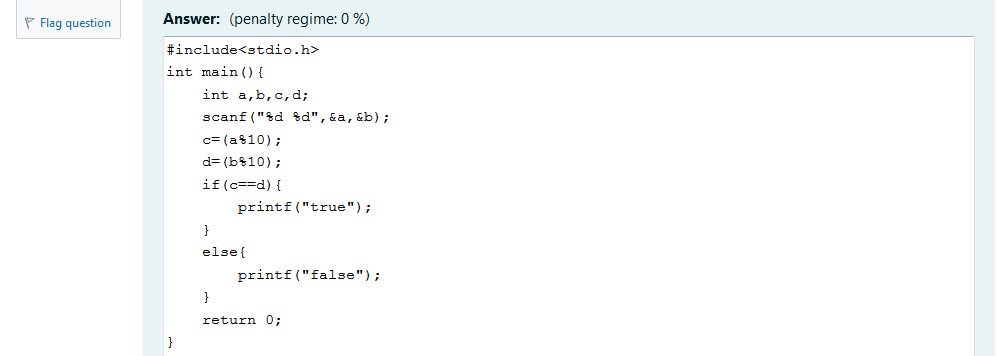 Flag question
Answer: (penalty regime: 0 %)
#include<stdio.h>
int main(){
    int a,b,c,d;
    scanf("%d %d",&a,&b);
    c=(a%10);
    d=(b%10);
    if(c==d){
        printf("true");
    }
    else{
        printf("false");
    }
    return 0;
}